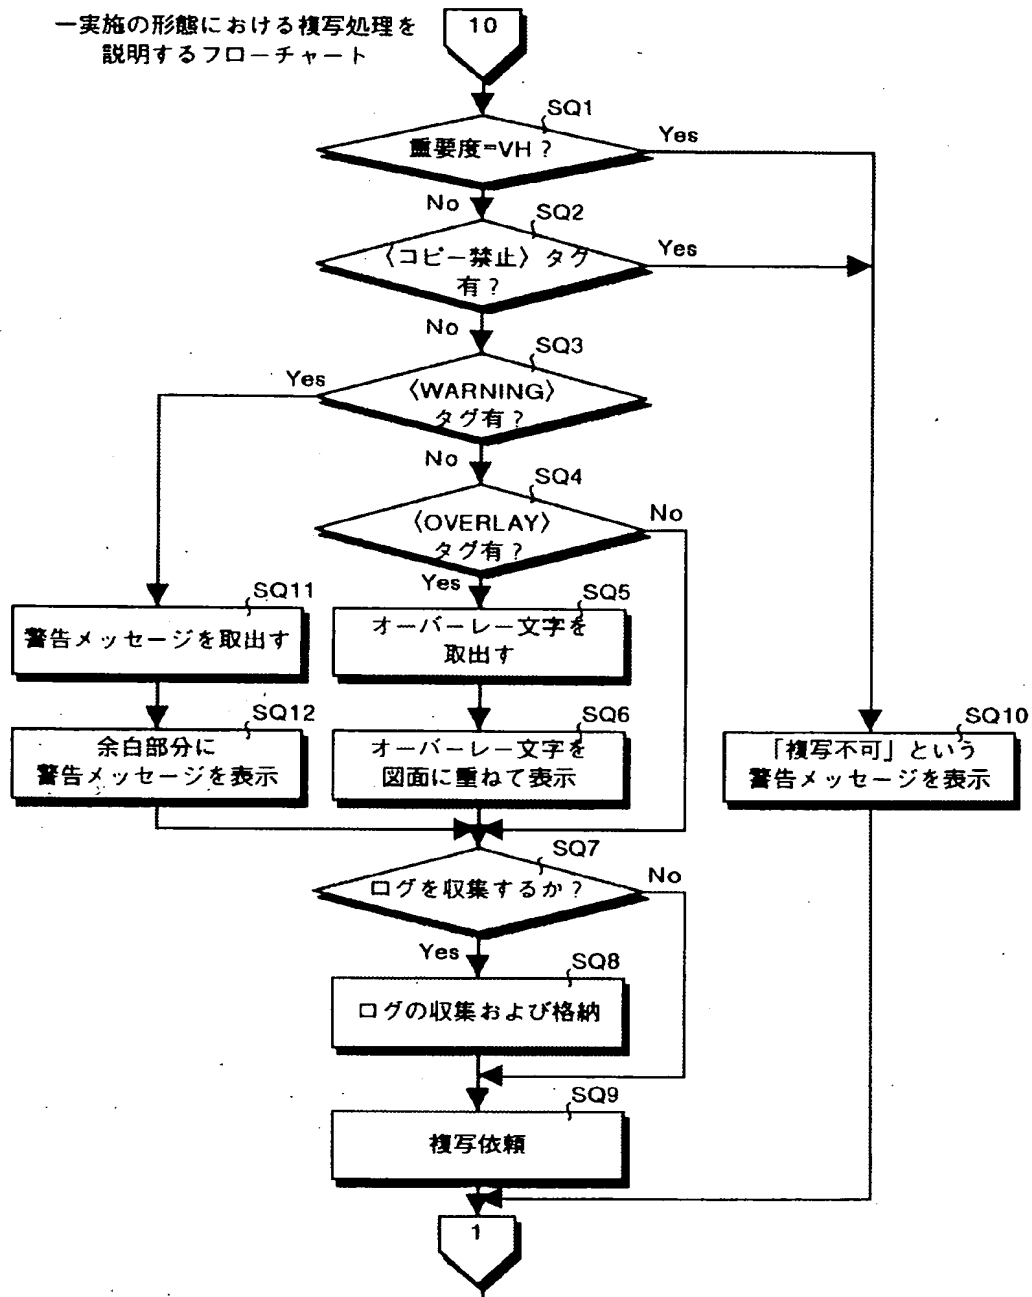 一実施の形態における複写処理を
説明するフローチャート
10
SQ1
重要度=VH？
Yes
No
SQ2
〈コピー禁止〉タグ
有？
Yes
No
SQ3
Yes
〈WARNING〉
タグ有？
No
SQ4
〈OVERLAY〉
タグ有？
No
Yes
SQ11
警告メッセージを取出す
SQ5
オーバーレー文字を
取出す
SQ12
余白部分に
警告メッセージを表示
SQ6
オーバーレー文字を
図面に重ねて表示
SQ10
「複写不可」という
警告メッセージを表示
SQ7
ログを収集するか？
No
Yes
SQ8
ログの収集および格納
SQ9
複写依頼
1